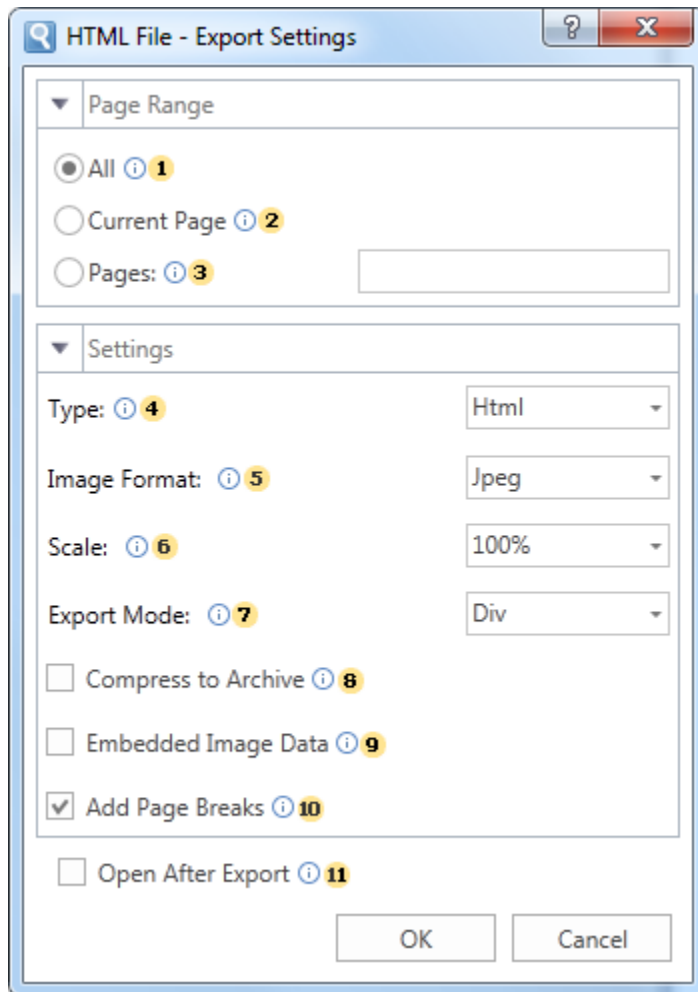 HTML File - Export Settings ?
Page Range
All i 1
Current Page i 2
Pages: i 3
Settings
Type: i 4 Html
Image Format: i 5 Jpeg
Scale: i 6 100%
Export Mode: i 7 Div
Compress to Archive i 8
Embedded Image Data i 9
Add Page Breaks i 10
Open After Export i 11
OK Cancel